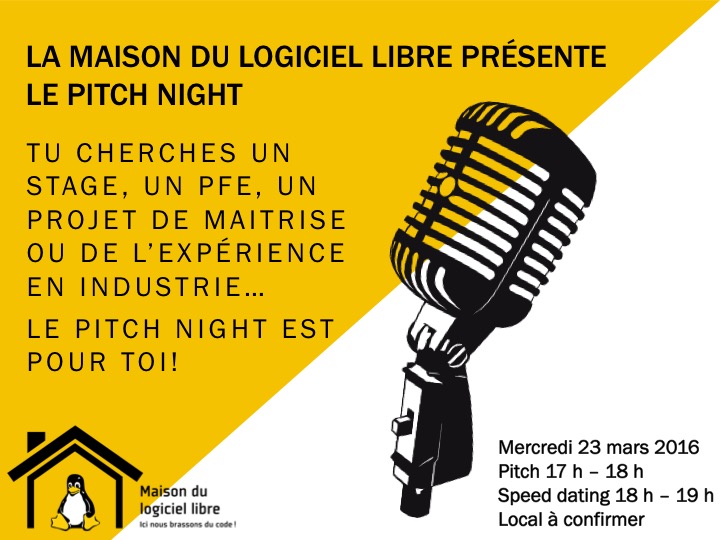 LA MAISON DU LOGICIEL LIBRE PRÉSENTE
LE PITCH NIGHT
TU CHERCHES UN
STAGE, UN PFE, UN
PROJET DE MAITRISE
OU DE L'EXPÉRIENCE
EN INDUSTRIE…
LE PITCH NIGHT EST
POUR TOI!
Maison du
logiciel libre
Ici nous brassons du code !
Mercredi 23 mars 2016
Pitch 17 h – 18 h
Speed dating 18 h – 19 h
Local à confirmer